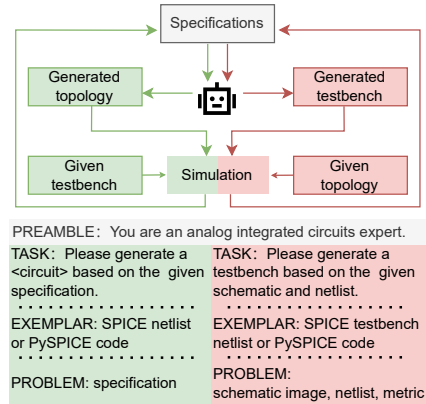 Specifications
Generated
topology
Generated
testbench
Given
testbench
Simulation
Given
topology
PREAMBLE: You are an analog integrated circuits expert.
TASK: Please generate a
<circuit> based on the given
specification.
EXEMPLAR: SPICE netlist
or PySPICE code
PROBLEM: specification
TASK: Please generate a
testbench based on the given
schematic and netlist.
EXEMPLAR: SPICE testbench
netlist or PySPICE code
PROBLEM:
schematic image, netlist, metric